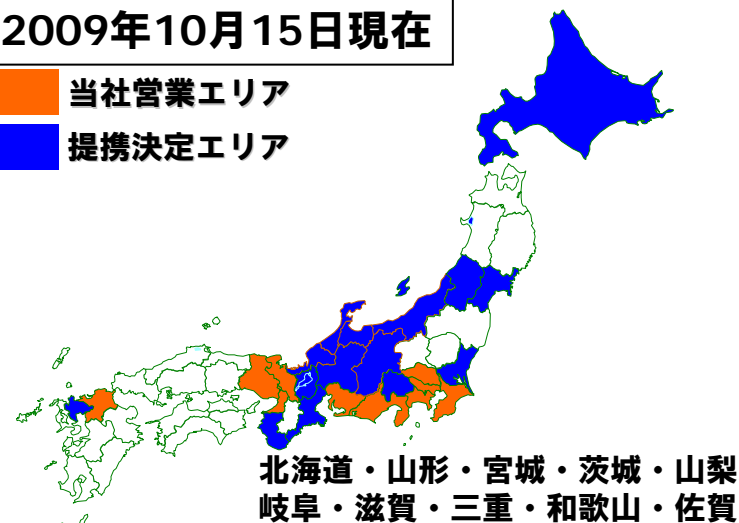 2009年10月15日現在
当社営業エリア
提携決定エリア
北海道・山形・宮城・茨城・山梨
岐阜・滋賀・三重・和歌山・佐賀